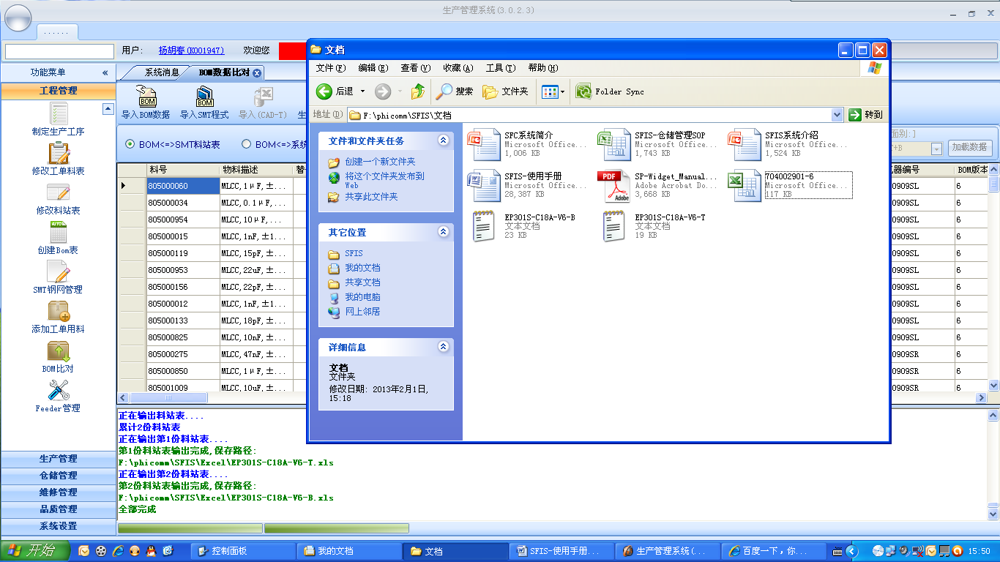 生产管理系统(3.0.2.3)
......
用户: 杨胡春(K001947) 欢迎您
功能菜单 «
工程管理
制定生产工序
修改工单料表
修改料站表
创建Bom表
SMT钢网管理
添加工单用料
BOM比对
Feeder管理
生产管理
仓储管理
维修管理
品质管理
系统设置
系统消息 BOM数据比对
导入BOM数据 导入SMT程式 导入(CAD-T) 生
BOM<=>SMT料站表 BOM<=>系统
面别:]
T+B 加载数据
料号 物料描述 替
805000060 MLCC,1μF,±...
805000034 MLCC,0.1μF,...
805000954 MLCC,10μF,...
805000015 MLCC,1nF,±1...
805000119 MLCC,15pF,±...
805000953 MLCC,22uF,±...
805000156 MLCC,22pF,±...
805000012 MLCC,1nF,±1...
805000133 MLCC,18pF,±...
805000825 MLCC,10nF,±...
805000275 MLCC,47nF,±...
805000850 MLCC,1μF,±...
805001009 MLCC,10uF,±...
器编号 BOM版本
0909SL 6
0909SL 6
0909SL 6
0909SL 6
0909SL 6
0909SL 6
0909SL 6
0909SL 6
0909SL 6
0909SL 6
0909SR 6
0909SR 6
0909SR 6
文档
文件(F) 编辑(E) 查看(V) 收藏(A) 工具(T) 帮助(H)
后退 搜索 文件夹 Folder Sync
地址(D) F:\phicomm\SFIS\文档 转到
文件和文件夹任务
创建一个新文件夹
将这个文件夹发布到
Web
共享此文件夹
其它位置
SFIS
我的文档
共享文档
我的电脑
网上邻居
详细信息
文档
文件夹
修改日期: 2013年2月1日,
15:18
SFC系统简介
Microsoft Office...
1,006 KB
SFIS-仓储管理SOP
Microsoft Office...
1,743 KB
SFIS系统介绍
Microsoft Office...
1,524 KB
SFIS-使用手册
Microsoft Office...
28,387 KB
PDF
Adobe
SP-Widget_Manual...
Adobe Acrobat Do...
3,668 KB
704002901-6
Microsoft Office...
117 KB
EP301S-C18A-V6-B
文本文档
23 KB
EP301S-C18A-V6-T
文本文档
19 KB
正在输出料站表....
累计2份料站表
正在输出第1份料站表....
第1份料站表输出完成,保存路径:
F:\phicomm\SFIS\Excel\EP301S-C18A-V6-T.xls
正在输出第2份料站表....
第2份料站表输出完成,保存路径:
F:\phicomm\SFIS\Excel\EP301S-C18A-V6-B.xls
全部完成
开始 控制面板 我的文档 文档 SFIS-使用手册... 生产管理系统(... 百度一下，你... 15:50